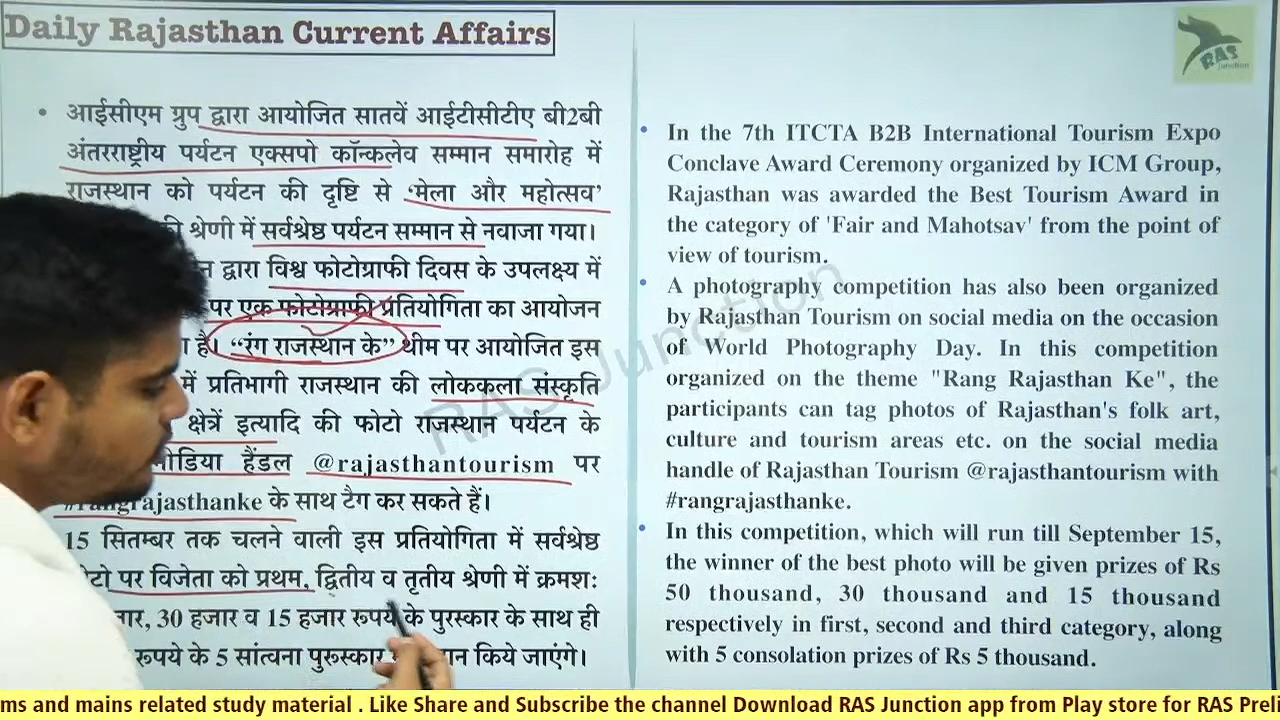 Daily Rajasthan Current Affairs
RAS
Junction
• आईसीएम ग्रुप द्वारा आयोजित सातवें आईटीसीटीए बी2बी
अंतरराष्ट्रीय पर्यटन एक्सपो कॉन्कलेव सम्मान समारोह में
राजस्थान को पर्यटन की दृष्टि से ‘मेला और महोत्सव’
श्रेणी में सर्वश्रेष्ठ पर्यटन सम्मान से नवाजा गया।
द्वारा विश्व फोटोग्राफी दिवस के उपलक्ष्य में
पर एक फोटोग्राफी प्रतियोगिता का आयोजन
है। “रंग राजस्थान के” थीम पर आयोजित इस
में प्रतिभागी राजस्थान की लोककला संस्कृति
क्षेत्रें इत्यादि की फोटो राजस्थान पर्यटन के
हैंडल @rajasthantourism पर
#rangrajasthanke के साथ टैग कर सकते हैं।
15 सितम्बर तक चलने वाली इस प्रतियोगिता में सर्वश्रेष्ठ
पर विजेता को प्रथम, द्वितीय व तृतीय श्रेणी में क्रमशः
30 हजार व 15 हजार रूपये के पुरस्कार के साथ ही
रूपये के 5 सांत्वना पुरूस्कार किये जाएंगे।
• In the 7th ITCTA B2B International Tourism Expo
Conclave Award Ceremony organized by ICM Group,
Rajasthan was awarded the Best Tourism Award in
the category of 'Fair and Mahotsav' from the point of
view of tourism.
• A photography competition has also been organized
by Rajasthan Tourism on social media on the occasion
of World Photography Day. In this competition
organized on the theme "Rang Rajasthan Ke", the
participants can tag photos of Rajasthan's folk art,
culture and tourism areas etc. on the social media
handle of Rajasthan Tourism @rajasthantourism with
#rangrajasthanke.
• In this competition, which will run till September 15,
the winner of the best photo will be given prizes of Rs
50 thousand, 30 thousand and 15 thousand
respectively in first, second and third category, along
with 5 consolation prizes of Rs 5 thousand.
RAS Junction
ms and mains related study material . Like Share and Subscribe the channel Download RAS Junction app from Play store for RAS Preli